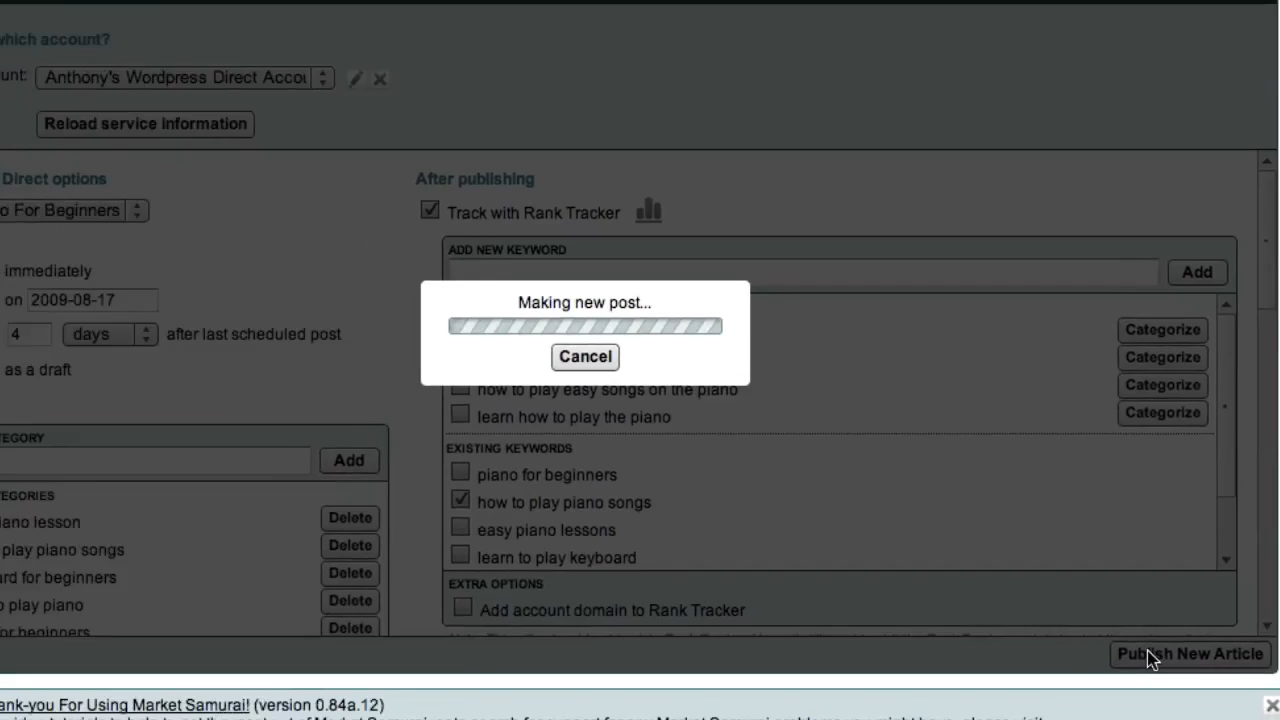 which account?
unt: Anthony's Wordpress Direct Accou
Reload service information
Direct options
o For Beginners
immediately
on 2009-08-17
4 days after last scheduled post
as a draft
TEGORY
Add
TEGORIES
iano lesson Delete
play piano songs Delete
ard for beginners Delete
o play piano Delete
or beginners Delete
After publishing
Track with Rank Tracker
ADD NEW KEYWORD
Add
Making new post...
Cancel
Categorize
Categorize
how to play easy songs on the piano Categorize
learn how to play the piano Categorize
EXISTING KEYWORDS
piano for beginners
how to play piano songs
easy piano lessons
learn to play keyboard
EXTRA OPTIONS
Add account domain to Rank Tracker
Publish New Article
ank-you For Using Market Samurai! (version 0.84a.12)